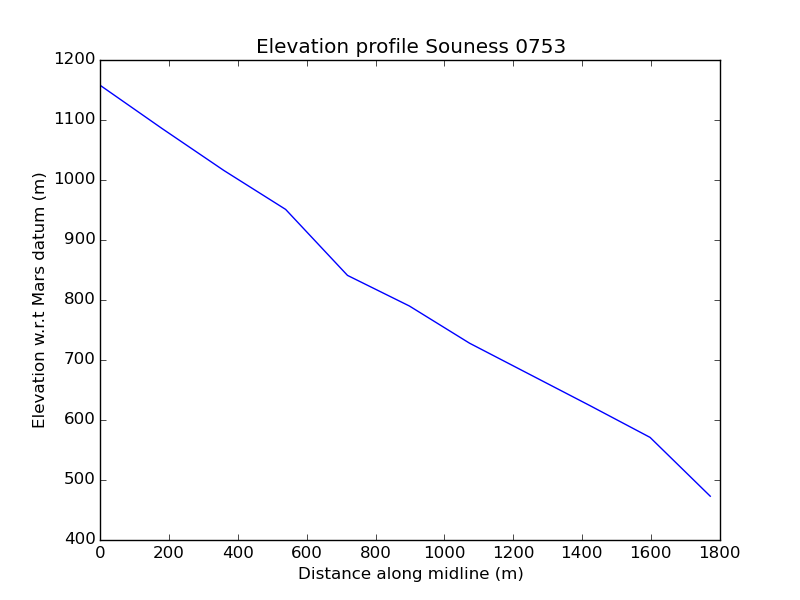 Elevation profile Souness 0753
1200
1100
1000
900
800
700
600
500
400
Elevation w.r.t Mars datum (m)
0 200 400 600 800 1000 1200 1400 1600 1800
Distance along midline (m)